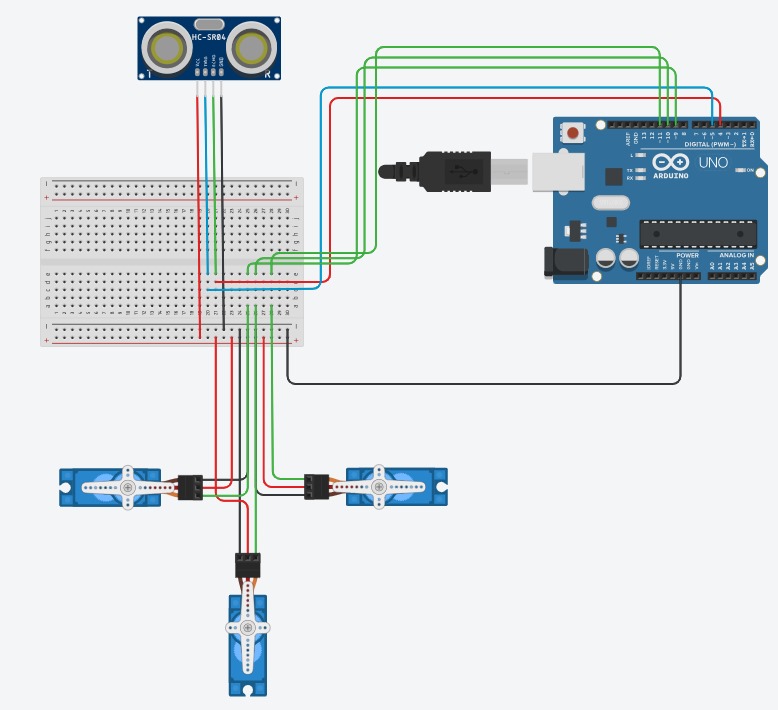 HC-SR04
VCC
TRIG
ECHO
GND
T
R
AREF
GND
13
12
~11
~10
~9
8
7
~6
~5
4
~3
2
TX→1
RX←0
DIGITAL (PWM~)
L
TX
RX
UNO
ARDUINO
ON
POWER
ANALOG IN
IOREF
RESET
3.3V
5V
GND
GND
Vin
A0
A1
A2
A3
A4
A5